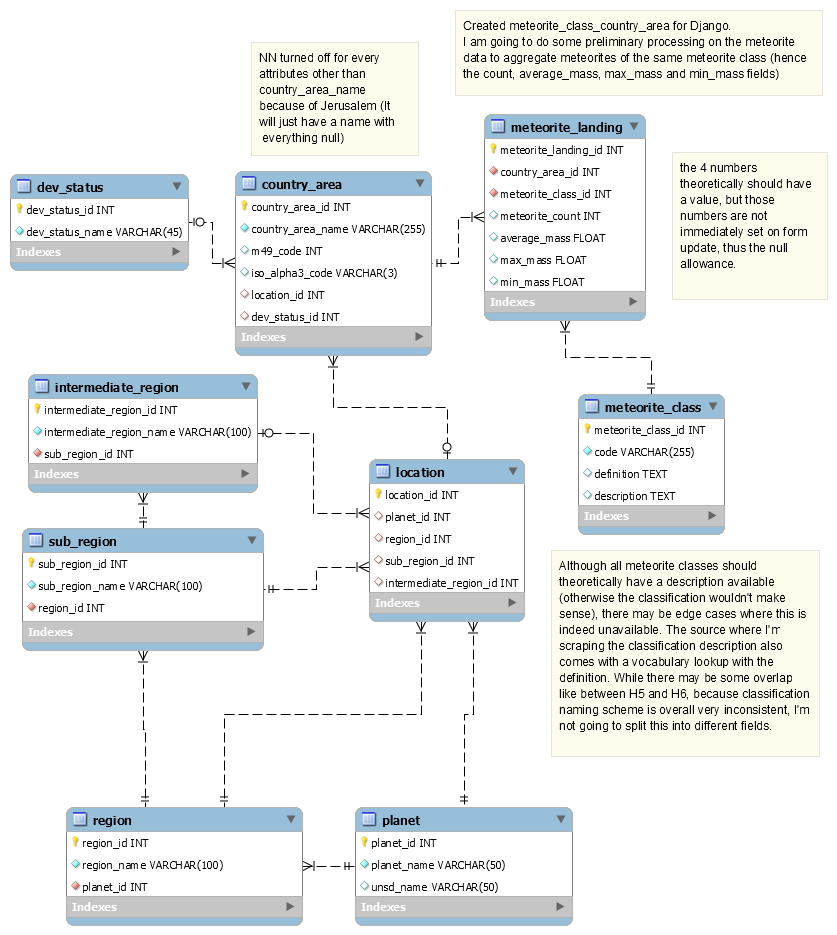 Created meteorite_class_country_area for Django.
I am going to do some preliminary processing on the meteorite
data to aggregate meteorites of the same meteorite class (hence
the count, average_mass, max_mass and min_mass fields)
NN turned off for every
attributes other than
country_area_name
because of Jerusalem (It
will just have a name with
everything null)
meteorite_landing
meteorite_landing_id INT
country_area_id INT
meteorite_class_id INT
meteorite_count INT
average_mass FLOAT
max_mass FLOAT
min_mass FLOAT
Indexes
the 4 numbers
theoretically should have
a value, but those
numbers are not
immediately set on form
update, thus the null
allowance.
dev_status
dev_status_id INT
dev_status_name VARCHAR(45)
Indexes
country_area
country_area_id INT
country_area_name VARCHAR(255)
m49_code INT
iso_alpha3_code VARCHAR(3)
location_id INT
dev_status_id INT
Indexes
intermediate_region
intermediate_region_id INT
intermediate_region_name VARCHAR(100)
sub_region_id INT
Indexes
meteorite_class
meteorite_class_id INT
code VARCHAR(255)
definition TEXT
description TEXT
Indexes
location
location_id INT
planet_id INT
region_id INT
sub_region_id INT
intermediate_region_id INT
Indexes
sub_region
sub_region_id INT
sub_region_name VARCHAR(100)
region_id INT
Indexes
Although all meteorite classes should
theoretically have a description available
(otherwise the classification wouldn't make
sense), there may be edge cases where this is
indeed unavailable. The source where I'm
scraping the classification description also
comes with a vocabulary lookup with the
definition. While there may be some overlap
like between H5 and H6, because classification
naming scheme is overall very inconsistent, I'm
not going to split this into different fields.
region
region_id INT
region_name VARCHAR(100)
planet_id INT
Indexes
planet
planet_id INT
planet_name VARCHAR(50)
unsd_name VARCHAR(50)
Indexes